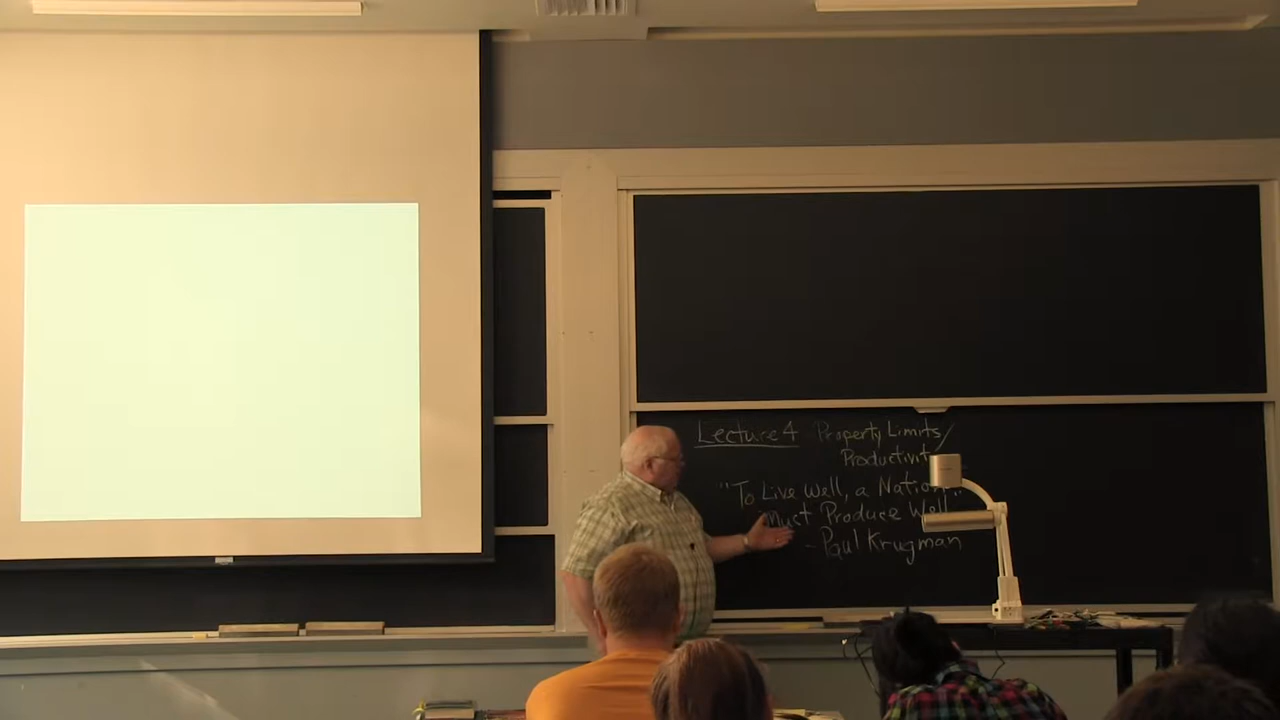 Lecture 4 Property Limits/
Productivity
"To Live Well, a Nation
Must Produce Well"
- Paul Krugman